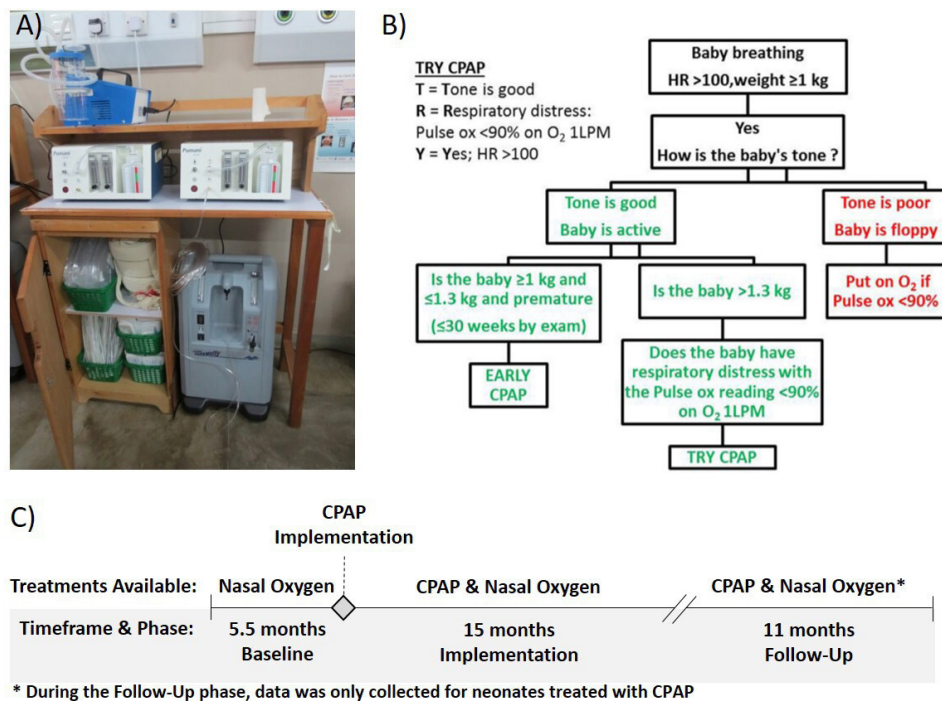 A)
Pumani
Pumani
B)
TRY CPAP
T = Tone is good
R = Respiratory distress:
Pulse ox <90% on O₂ 1LPM
Y = Yes; HR >100
Baby breathing
HR >100,weight ≥1 kg
Yes
How is the baby's tone ?
Tone is good
Baby is active
Tone is poor
Baby is floppy
Is the baby ≥1 kg and
≤1.3 kg and premature
(≤30 weeks by exam)
Is the baby >1.3 kg
Put on O₂ if
Pulse ox <90%
EARLY
CPAP
Does the baby have
respiratory distress with
the Pulse ox reading <90%
on O₂ 1LPM
TRY CPAP
C)
CPAP
Implementation
Treatments Available:
Nasal Oxygen
CPAP & Nasal Oxygen
CPAP & Nasal Oxygen*
Timeframe & Phase:
5.5 months
Baseline
15 months
Implementation
11 months
Follow-Up
* During the Follow-Up phase, data was only collected for neonates treated with CPAP